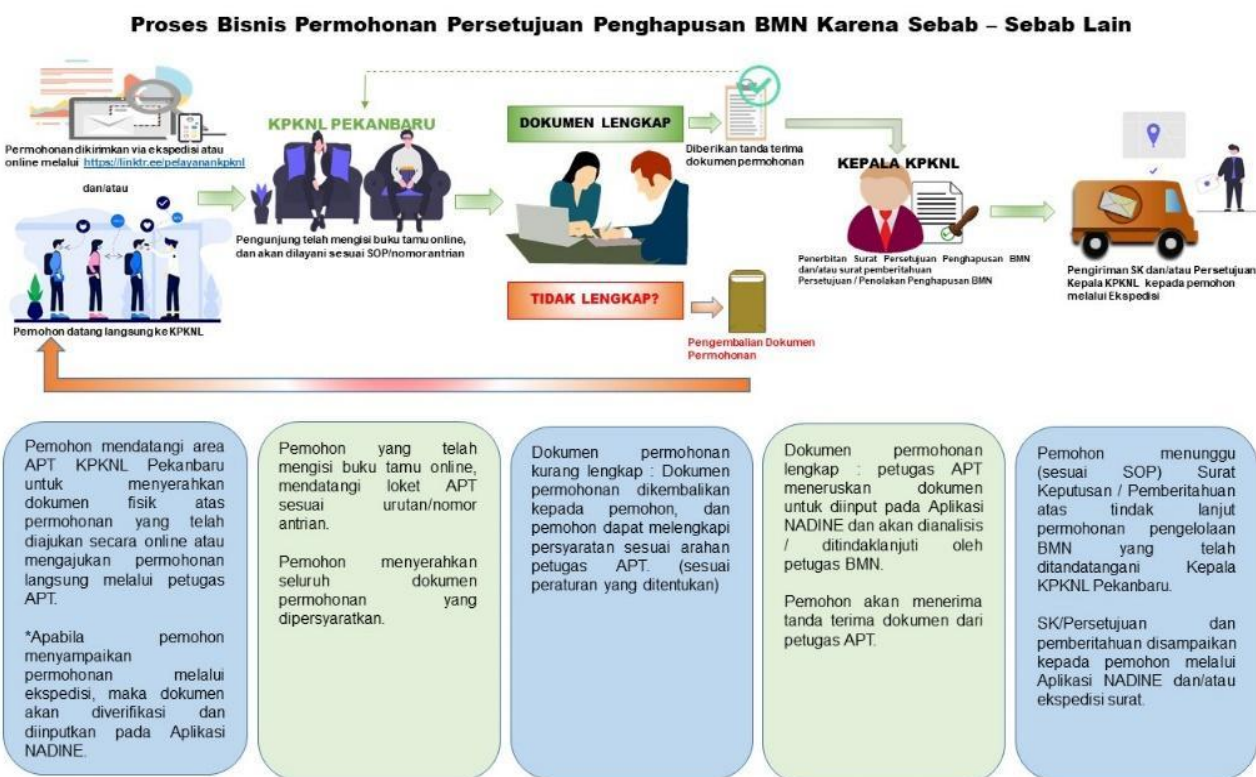 Proses Bisnis Permohonan Persetujuan Penghapusan BMN Karena Sebab – Sebab Lain
Permohonan dikirimkan via ekspedisi atau
online melalui https://linktr.ee/pelayanankpknl
dan/atau
Pemohon datang langsung ke KPKNL
KPKNL PEKANBARU
Pengunjung telah mengisi buku tamu online,
dan akan dilayani sesuai SOP/nomor antrian
DOKUMEN LENGKAP
Diberikan tanda terima
dokumen permohonan
TIDAK LENGKAP?
Pengembalian Dokumen
Permohonan
KEPALA KPKNL
Penerbitan Surat Persetujuan Penghapusan BMN
dan/atau surat pemberitahuan
Persetujuan / Penolakan Penghapusan BMN
Pengiriman SK dan/atau Persetujuan
Kepala KPKNL kepada pemohon
melalui Ekspedisi
Pemohon mendatangi area
APT KPKNL Pekanbaru
untuk menyerahkan
dokumen fisik atas
permohonan yang telah
diajukan secara online atau
mengajukan permohonan
langsung melalui petugas
APT.
*Apabila pemohon
menyampaikan
permohonan melalui
ekspedisi, maka dokumen
akan diverifikasi dan
diinputkan pada Aplikasi
NADINE.
Pemohon yang telah
mengisi buku tamu online,
mendatangi loket APT
sesuai urutan/nomor
antrian.
Pemohon menyerahkan
seluruh dokumen
permohonan yang
dipersyaratkan.
Dokumen permohonan
kurang lengkap : Dokumen
permohonan dikembalikan
kepada pemohon, dan
pemohon dapat melengkapi
persyaratan sesuai arahan
petugas APT. (sesuai
peraturan yang ditentukan)
Dokumen permohonan
lengkap : petugas APT
meneruskan dokumen
untuk diinput pada Aplikasi
NADINE dan akan dianalisis
/ ditindaklanjuti oleh
petugas BMN.
Pemohon akan menerima
tanda terima dokumen dari
petugas APT.
Pemohon menunggu
(sesuai SOP) Surat
Keputusan / Pemberitahuan
atas tindak lanjut
permohonan pengelolaan
BMN yang telah
ditandatangani Kepala
KPKNL Pekanbaru.
SK/Persetujuan dan
pemberitahuan disampaikan
kepada pemohon melalui
Aplikasi NADINE dan/atau
ekspedisi surat.